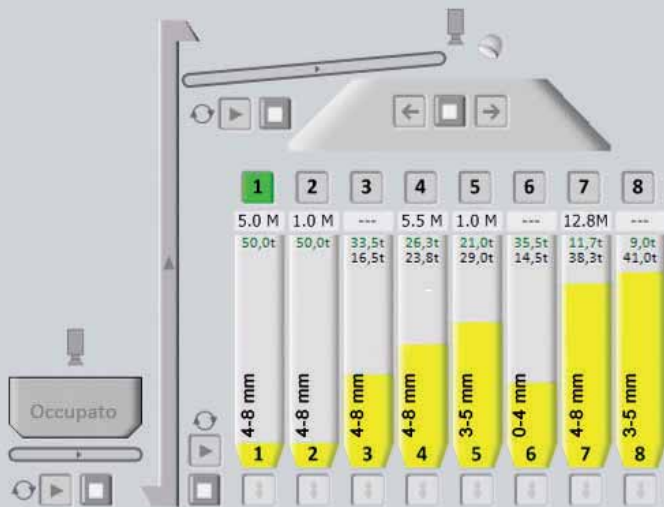 1 2 3 4 5 6 7 8
5.0 M 1.0 M --- 5.5 M 1.0 M --- 12.8M ---
50,0t 50,0t 33,5t 26,3t 21,0t 35,5t 11,7t 9,0t
16,5t 23,8t 29,0t 14,5t 38,3t 41,0t
4-8 mm 4-8 mm 4-8 mm 4-8 mm 3-5 mm 0-4 mm 4-8 mm 3-5 mm
Occupato
1 2 3 4 5 6 7 8